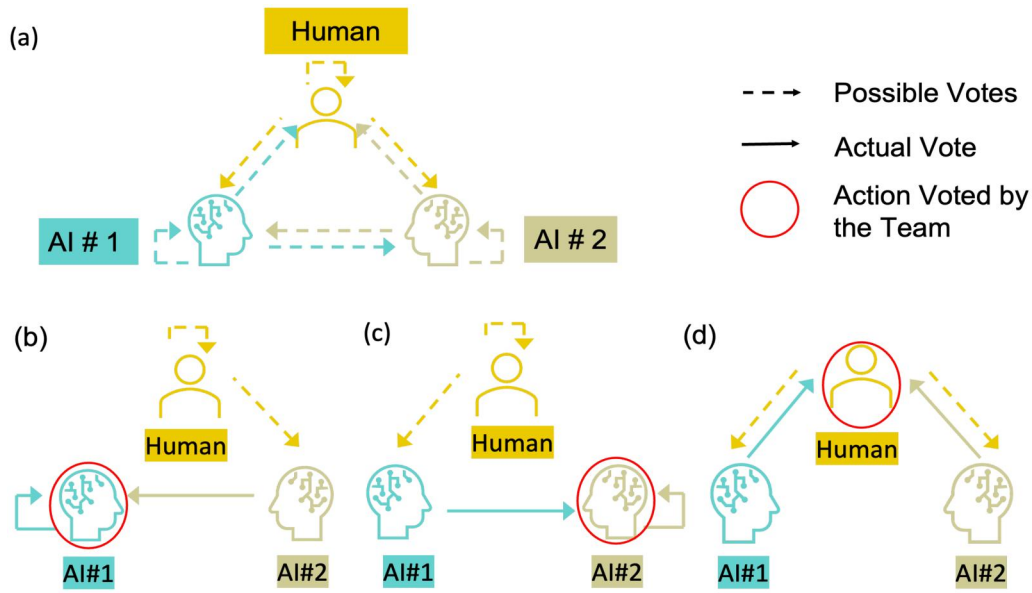 (a)
Human
AI # 1
AI # 2
Possible Votes
Actual Vote
Action Voted by
the Team
(b)
Human
AI#1
AI#2
(c)
Human
AI#1
AI#2
(d)
Human
AI#1
AI#2